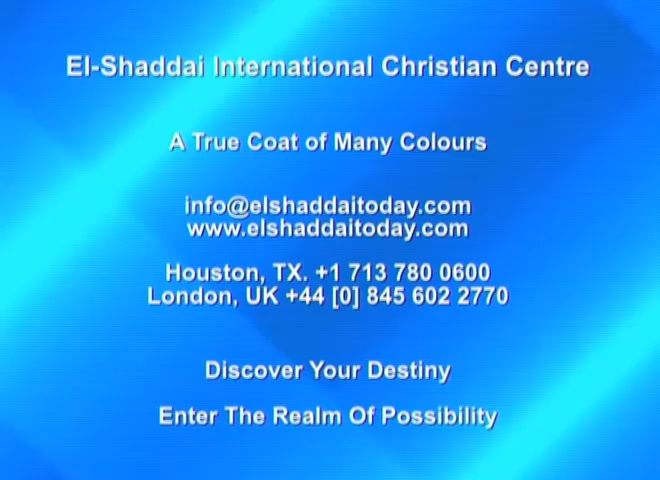 El-Shaddai International Christian Centre
A True Coat of Many Colours
info@elshaddaitoday.com
www.elshaddaitoday.com
Houston, TX. +1 713 780 0600
London, UK +44 [0] 845 602 2770
Discover Your Destiny
Enter The Realm Of Possibility